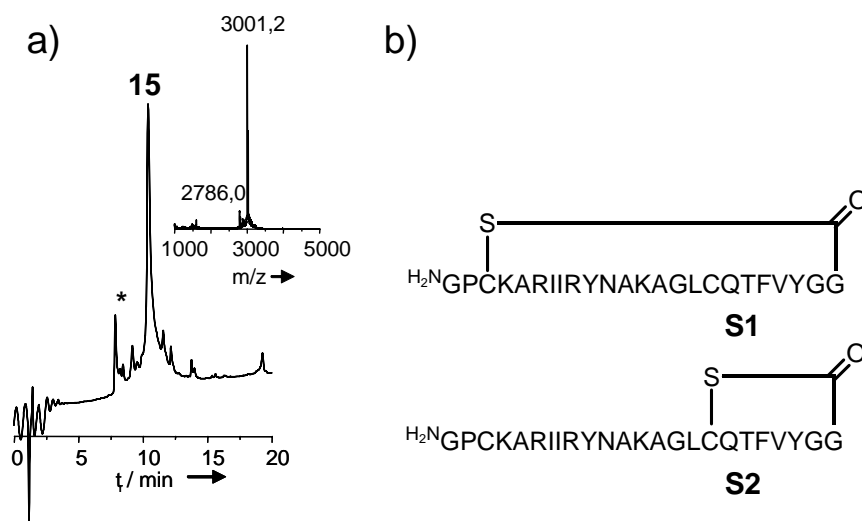 a)
3001,2
15
2786,0
1000 3000 5000
m/z
*
0 5 10 15 20
tr / min
b)
S
O
H2NGPCKARIIRYNAKAGLCQTFVYGG
S1
S
O
H2NGPCKARIIRYNAKAGLCQTFVYGG
S2